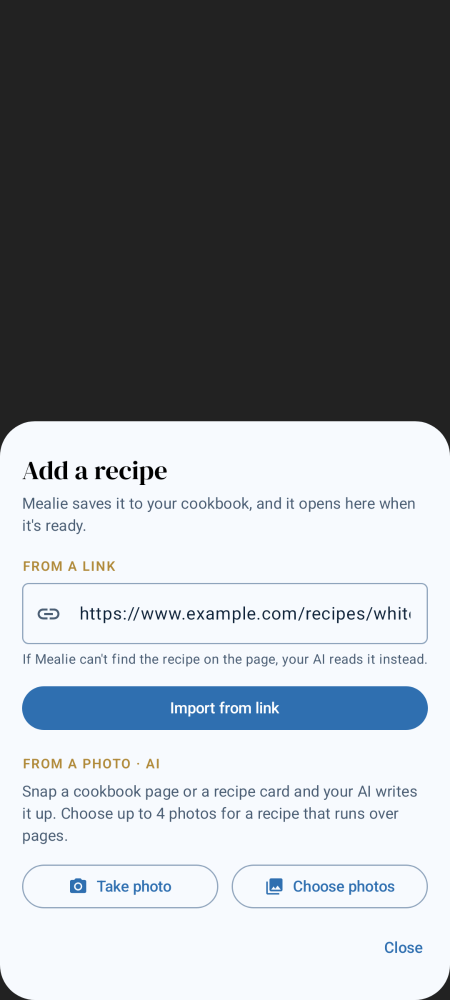 Add a recipe
Mealie saves it to your cookbook, and it opens here when
it's ready.
FROM A LINK
https://www.example.com/recipes/white
If Mealie can't find the recipe on the page, your AI reads it instead.
Import from link
FROM A PHOTO · AI
Snap a cookbook page or a recipe card and your AI writes
it up. Choose up to 4 photos for a recipe that runs over
pages.
Take photo
Choose photos
Close